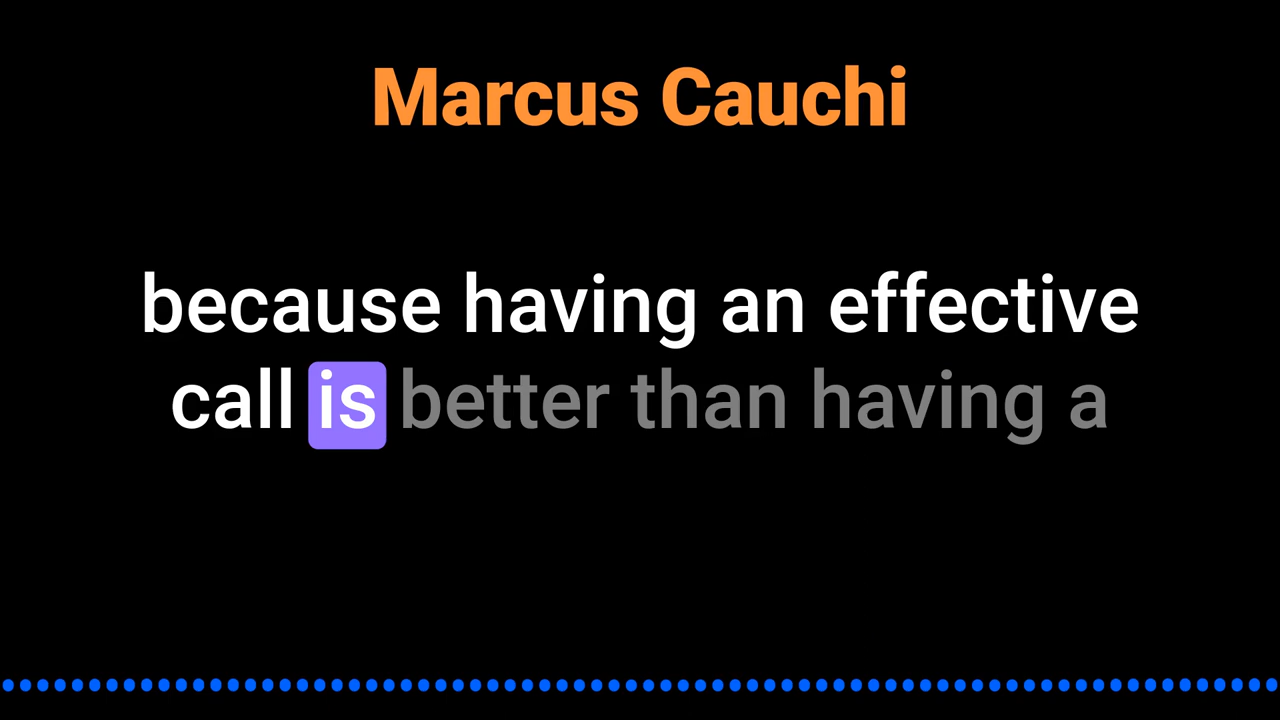 Marcus Cauchi
because having an effective
call is better than having a